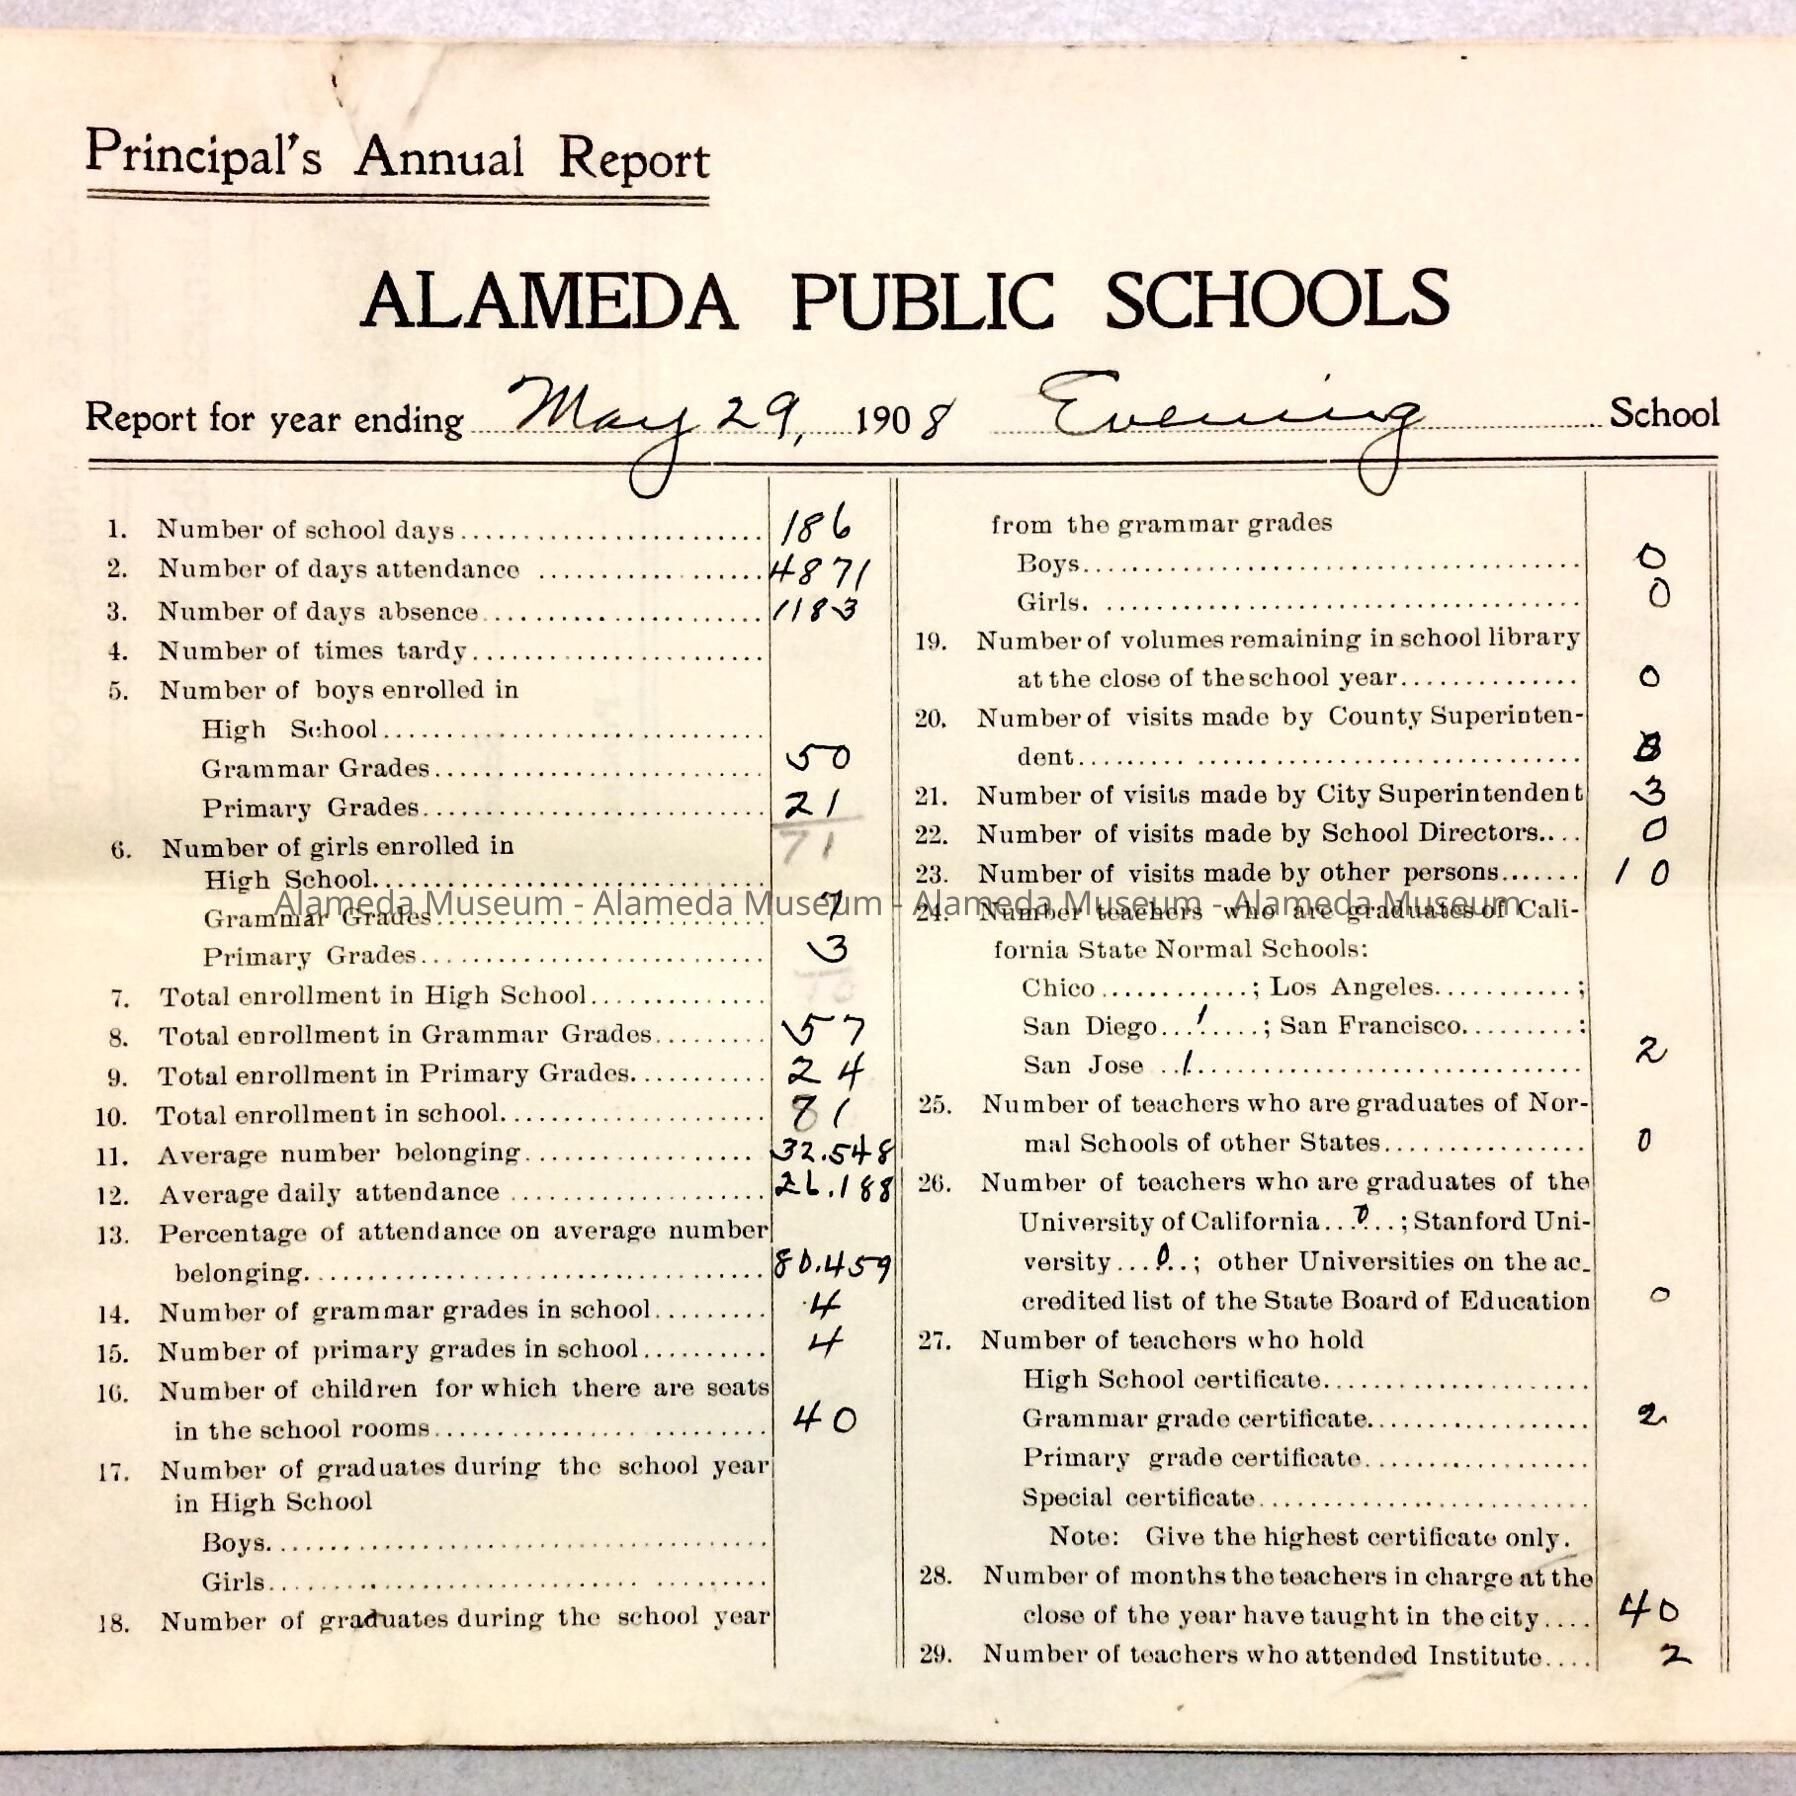 Principal's Annual Report
ALAMEDA PUBLIC SCHOOLS
Report for year ending May 29, 1908 Evening School
1. Number of school days 186
2. Number of days attendance 4871
3. Number of days absence 1183
4. Number of times tardy
5. Number of boys enrolled in
High School
Grammar Grades 50
Primary Grades 21
71
6. Number of girls enrolled in
High School
Alameda Museum - Alameda Museum - Alameda Museum - Alameda Museum
Grammar Grades 7
Primary Grades 3
10
7. Total enrollment in High School
8. Total enrollment in Grammar Grades 57
9. Total enrollment in Primary Grades 24
10. Total enrollment in school 81
11. Average number belonging 32.548
12. Average daily attendance 26.188
13. Percentage of attendance on average number
belonging 80.459
14. Number of grammar grades in school 4
15. Number of primary grades in school 4
16. Number of children for which there are seats
in the school rooms 40
17. Number of graduates during the school year
in High School
Boys
Girls
18. Number of graduates during the school year
from the grammar grades
Boys 0
Girls. 0
19. Number of volumes remaining in school library
at the close of the school year 0
20. Number of visits made by County Superinten-
dent
21. Number of visits made by City Superintendent 3
22. Number of visits made by School Directors 0
23. Number of visits made by other persons 10
24. Number teachers who are graduates of Cali-
fornia State Normal Schools:
Chico ; Los Angeles ;
San Diego 1 ; San Francisco :
San Jose 1 2
25. Number of teachers who are graduates of Nor-
mal Schools of other States 0
26. Number of teachers who are graduates of the
University of California 0 ; Stanford Uni-
versity 0 ; other Universities on the ac-
credited list of the State Board of Education 0
27. Number of teachers who hold
High School certificate
Grammar grade certificate 2
Primary grade certificate
Special certificate
Note: Give the highest certificate only.
28. Number of months the teachers in charge at the
close of the year have taught in the city 40
29. Number of teachers who attended Institute 2